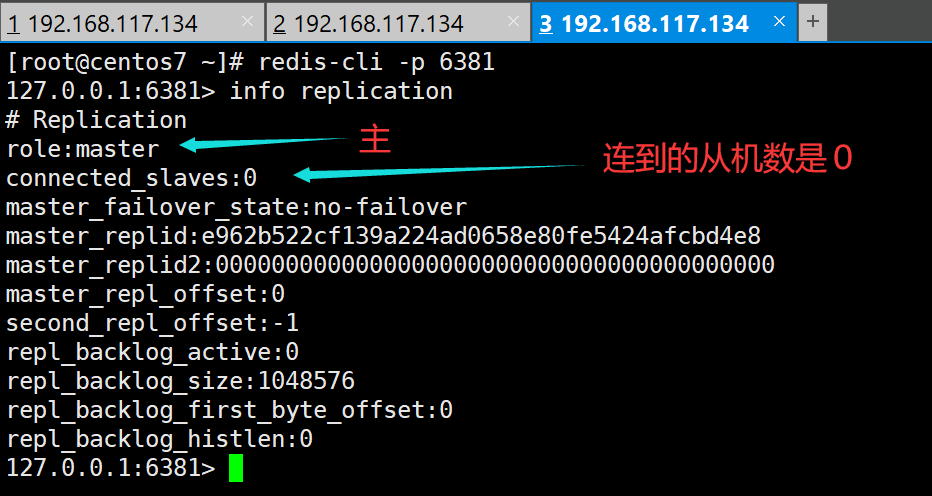 1 192.168.117.134 × 2 192.168.117.134 × 3 192.168.117.134 × +
[root@centos7 ~]# redis-cli -p 6381
127.0.0.1:6381> info replication
# Replication
role:master
主
connected_slaves:0
连到的从机数是0
master_failover_state:no-failover
master_replid:e962b522cf139a224ad0658e80fe5424afcbd4e8
master_replid2:0000000000000000000000000000000000000000
master_repl_offset:0
second_repl_offset:-1
repl_backlog_active:0
repl_backlog_size:1048576
repl_backlog_first_byte_offset:0
repl_backlog_histlen:0
127.0.0.1:6381>